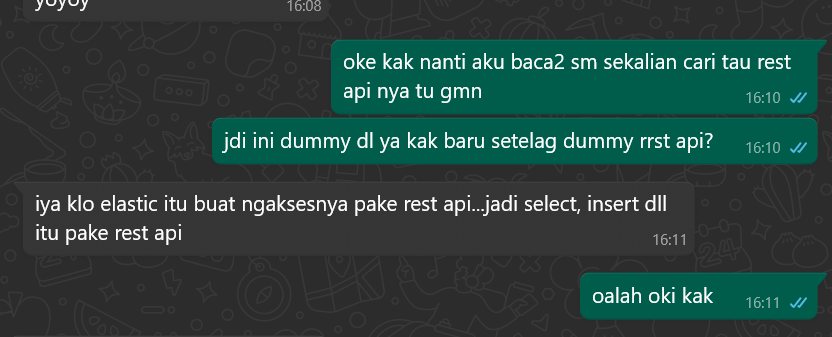 yoyoy
16:08
oke kak nanti aku baca2 sm sekalian cari tau rest
api nya tu gmn
16:10
jdi ini dummy dl ya kak baru setelag dummy rrst api?
16:10
iya klo elastic itu buat ngaksesnya pake rest api...jadi select, insert dll
itu pake rest api
16:11
oalah oki kak
16:11